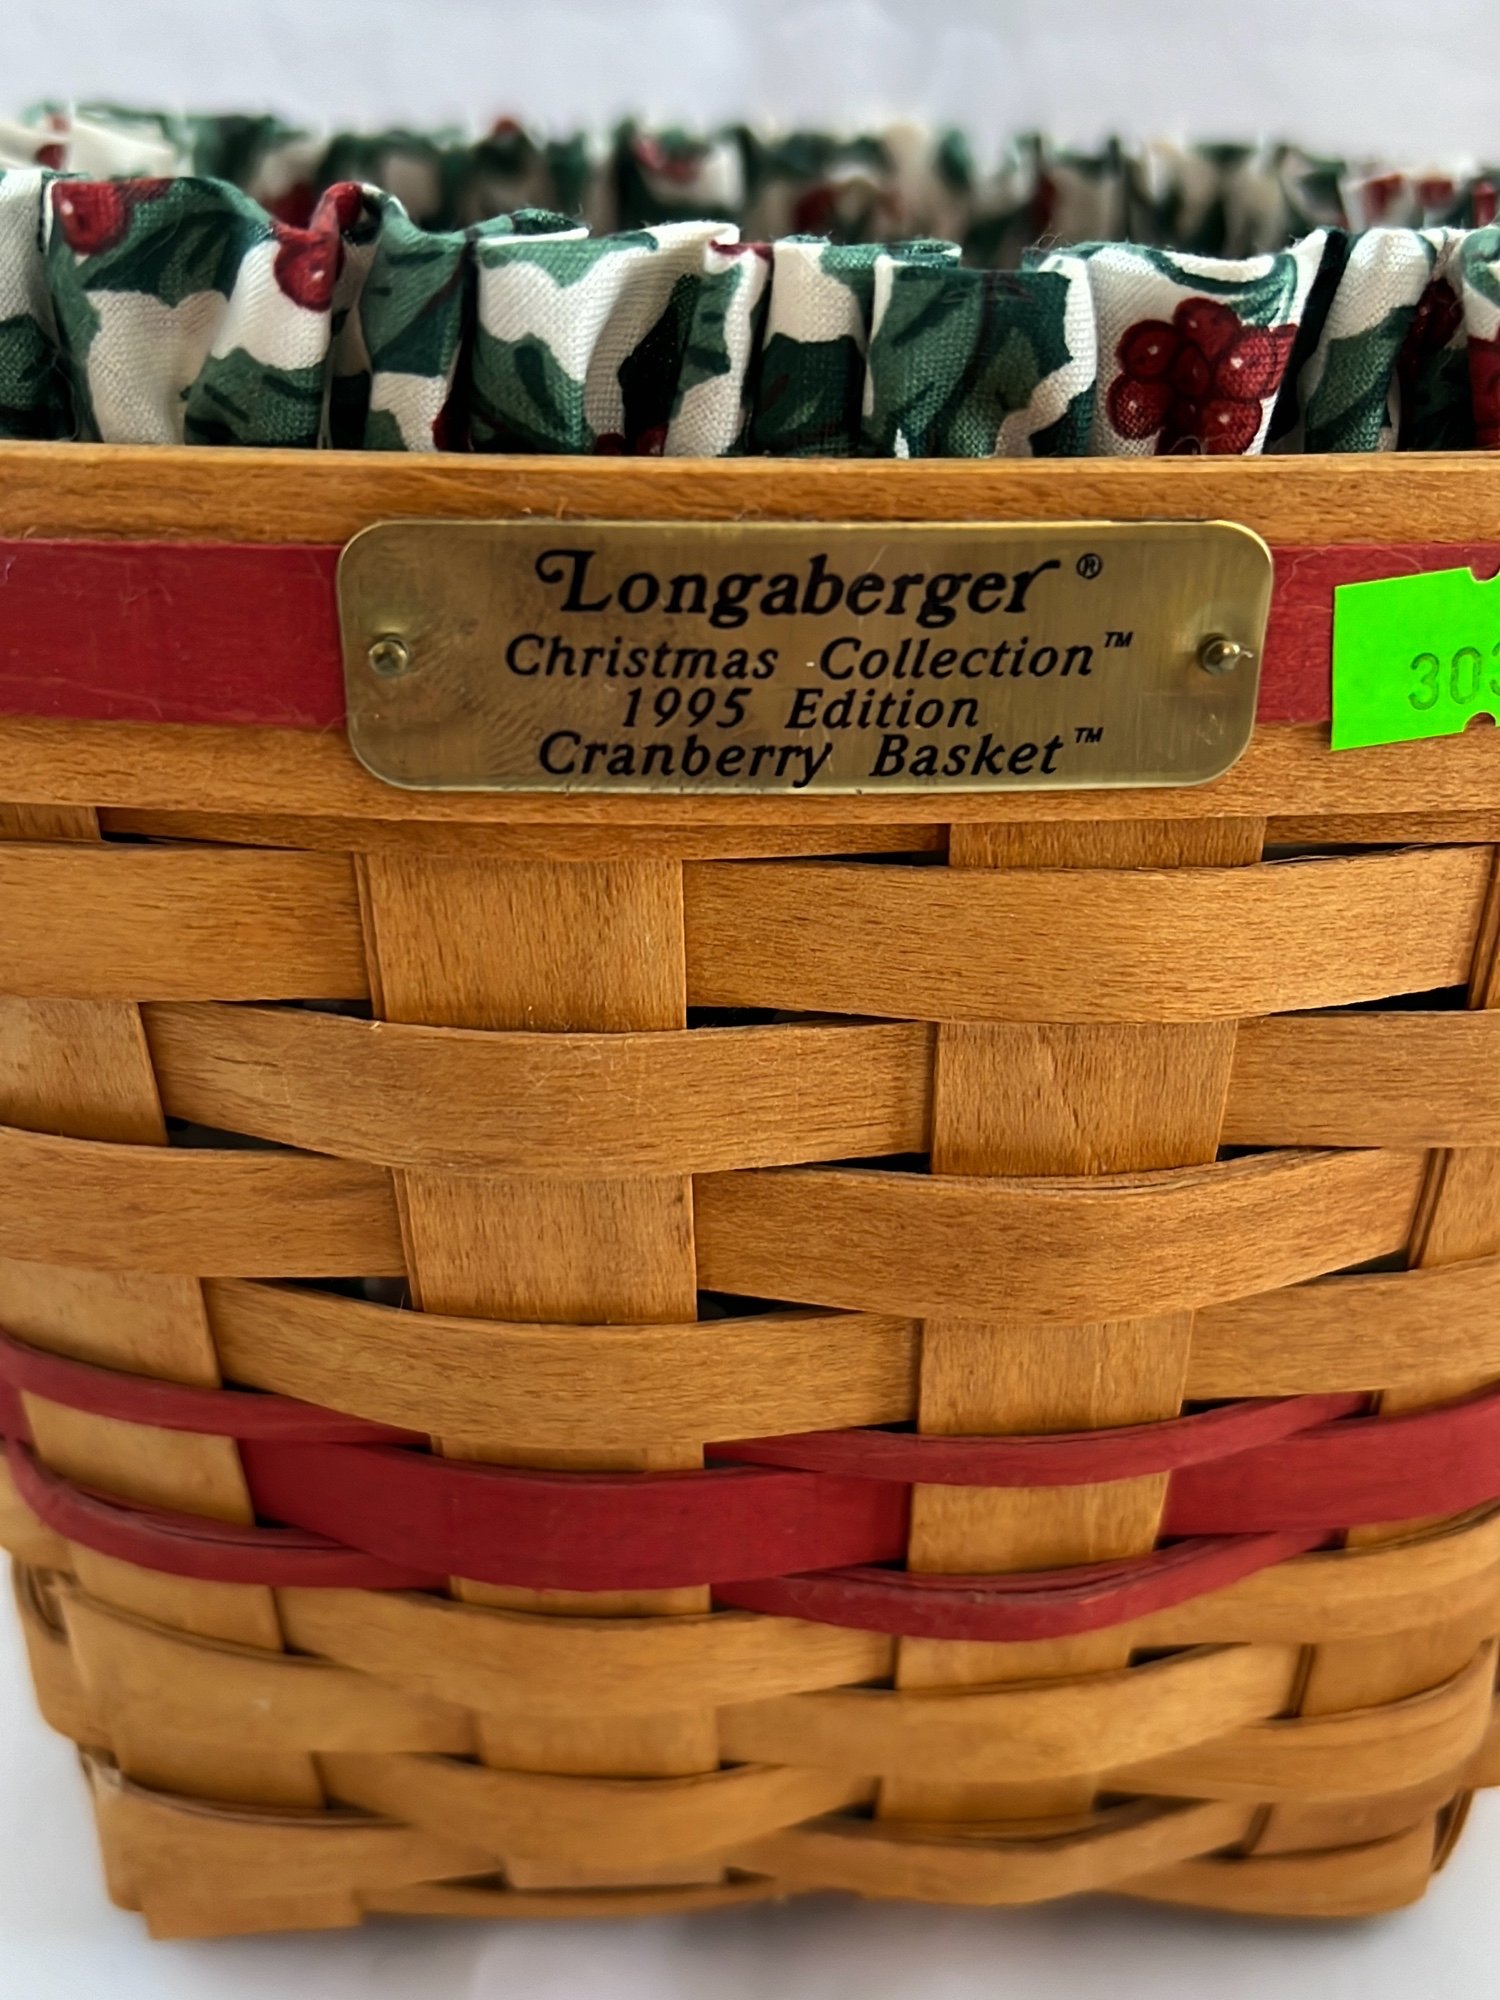 Longaberger®
Christmas Collection™
1995 Edition
Cranberry Basket™